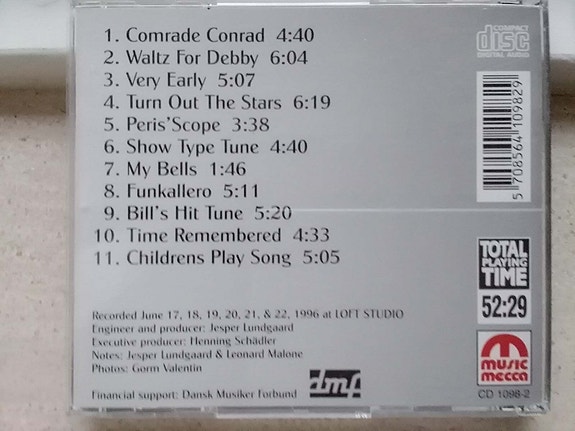 1. Comrade Conrad 4:40
2. Waltz For Debby 6:04
3. Very Early 5:07
4. Turn Out The Stars 6:19
5. Peris'Scope 3:38
6. Show Type Tune 4:40
7. My Bells 1:46
8. Funkallero 5:11
9. Bill's Hit Tune 5:20
10. Time Remembered 4:33
11. Childrens Play Song 5:05
Recorded June 17, 18, 19, 20, 21, & 22, 1996 at LOFT STUDIO
Engineer and producer: Jesper Lundgaard
Executive producer: Henning Schädler
Notes: Jesper Lundgaard & Leonard Malone
Photos: Gorm Valentin
Financial support: Dansk Musiker Forbund
dmf
COMPACT
disc
DIGITAL AUDIO
5 708564 109829
TOTAL
PLAYING
TIME
52:29
music
mecca
CD 1098-2